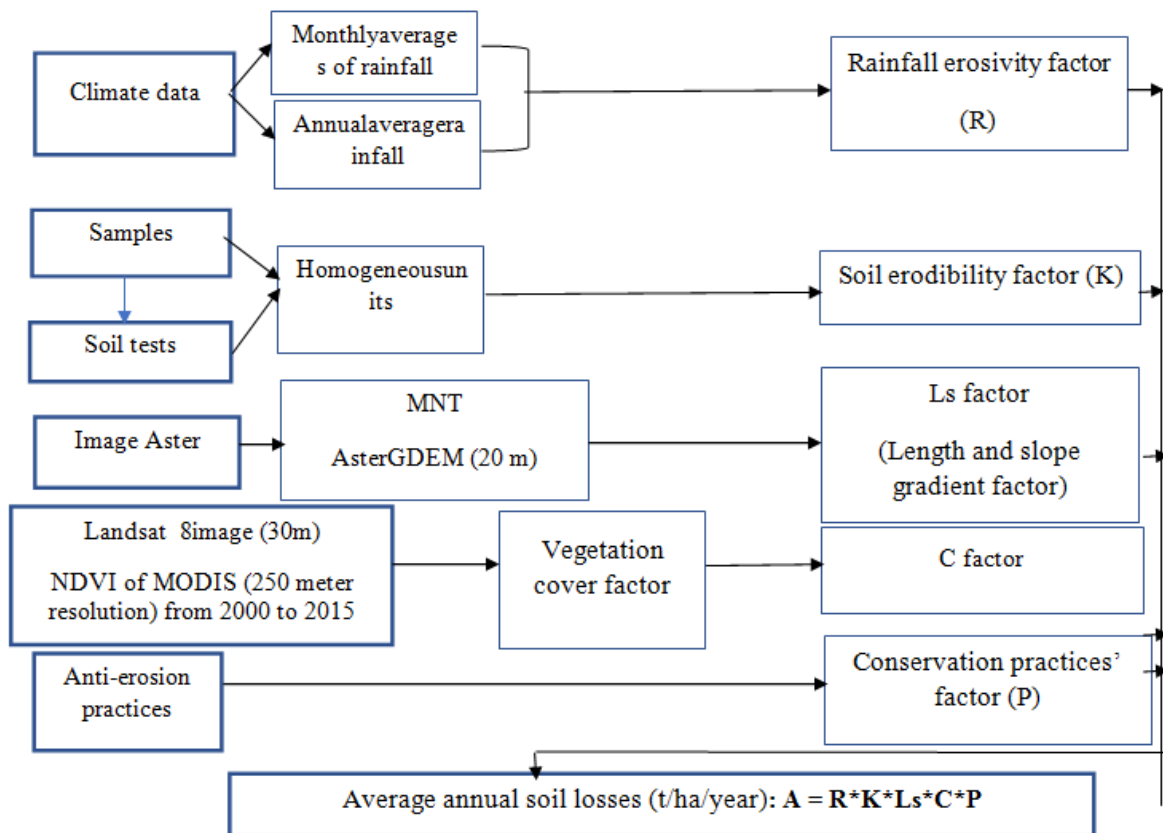 Climate data
Monthlyaverage
s of rainfall
Annualaveragera
infall
Rainfall erosivity factor
(R)
Samples
Soil tests
Homogeneousun
its
Soil erodibility factor (K)
Image Aster
MNT
AsterGDEM (20 m)
Ls factor
(Length and slope
gradient factor)
Landsat 8image (30m)
NDVI of MODIS (250 meter
resolution) from 2000 to 2015
Vegetation
cover factor
C factor
Anti-erosion
practices
Conservation practices’
factor (P)
Average annual soil losses (t/ha/year): A = R*K*Ls*C*P